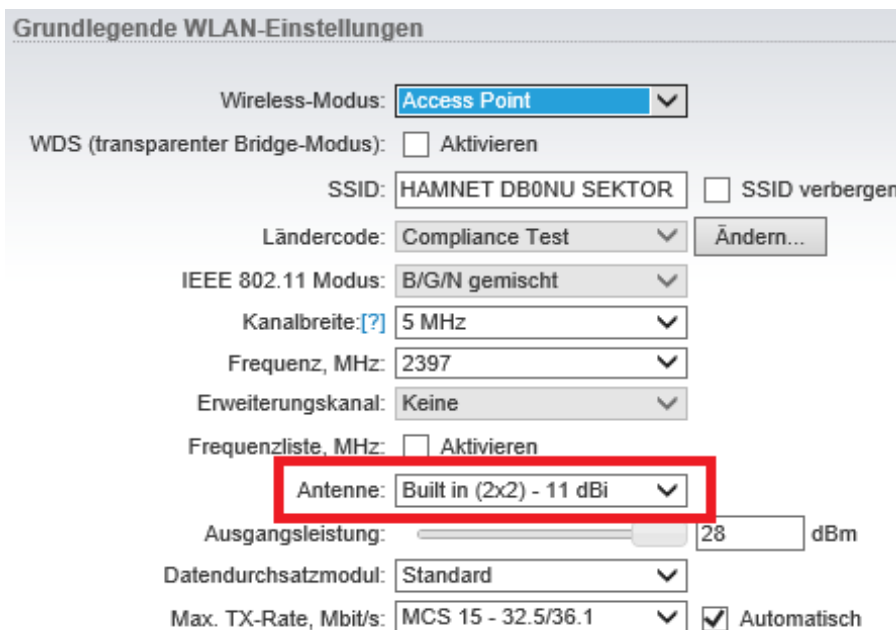 Grundlegende WLAN-Einstellungen
Wireless-Modus: Access Point
WDS (transparenter Bridge-Modus): Aktivieren
SSID: HAMNET DB0NU SEKTOR SSID verbergen
Ländercode: Compliance Test Ändern...
IEEE 802.11 Modus: B/G/N gemischt
Kanalbreite:[?] 5 MHz
Frequenz, MHz: 2397
Erweiterungskanal: Keine
Frequenzliste, MHz: Aktivieren
Antenne: Built in (2x2) - 11 dBi
Ausgangsleistung: 28 dBm
Datendurchsatzmodul: Standard
Max. TX-Rate, Mbit/s: MCS 15 - 32.5/36.1 Automatisch